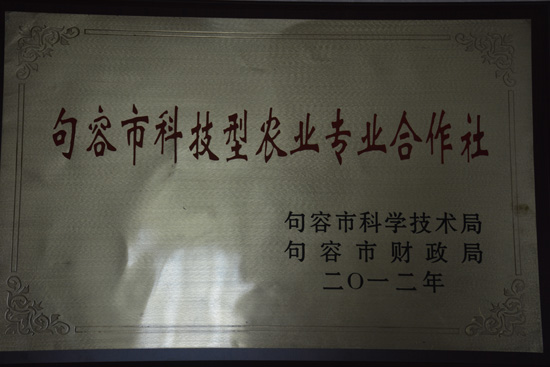 句容市科技型农业专业合作社
句容市科学技术局
句容市财政局
二〇一二年